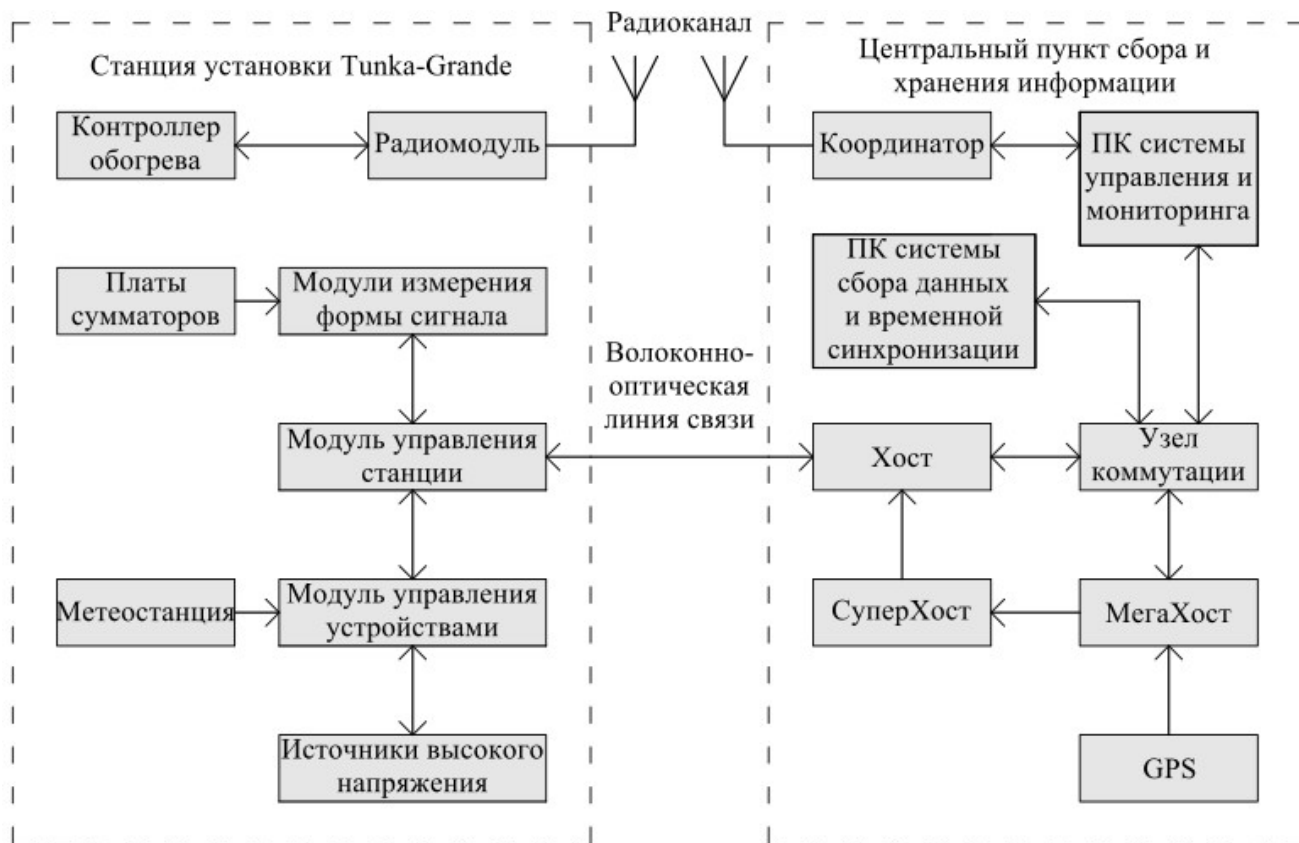 Радиоканал
Станция установки Tunka-Grande
Центральный пункт сбора и
хранения информации
Контроллер
обогрева
Радиомодуль
Координатор
ПК системы
управления и
мониторинга
Платы
сумматоров
Модули измерения
формы сигнала
ПК системы
сбора данных
и временной
синхронизации
Волоконно-
оптическая
линия связи
Модуль управления
станции
Хост
Узел
коммутации
Метеостанция
Модуль управления
устройствами
СуперХост
МегаХост
Источники высокого
напряжения
GPS